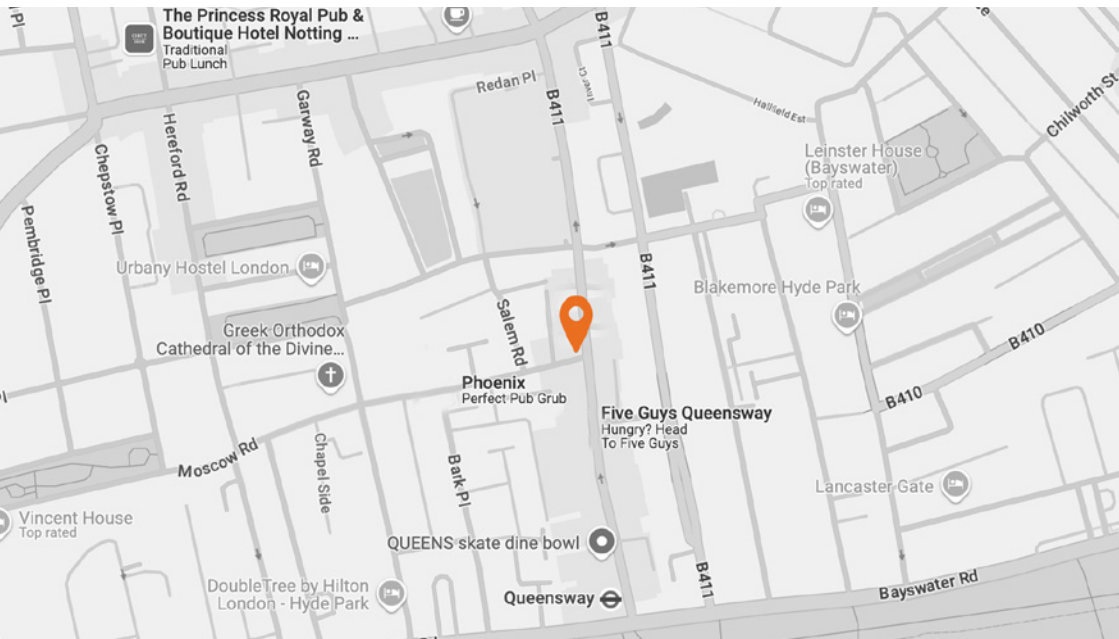 The Princess Royal Pub &
Boutique Hotel Notting ...
Traditional
Pub Lunch
B411
Redan Pl
B411
Inver Ct
Hallfield Est
Chilworth St
Garway Rd
Hereford Rd
Chepstow Pl
Leinster House
(Bayswater)
Top rated
Pembridge Pl
Urbany Hostel London
B411
Blakemore Hyde Park
Salem Rd
Greek Orthodox
Cathedral of the Divine...
B410
Phoenix
Perfect Pub Grub
B410
Five Guys Queensway
Hungry? Head
To Five Guys
Moscow Rd
Chapel Side
Bark Pl
Lancaster Gate
Vincent House
Top rated
QUEENS skate dine bowl
DoubleTree by Hilton
London - Hyde Park
Queensway
B411
Bayswater Rd